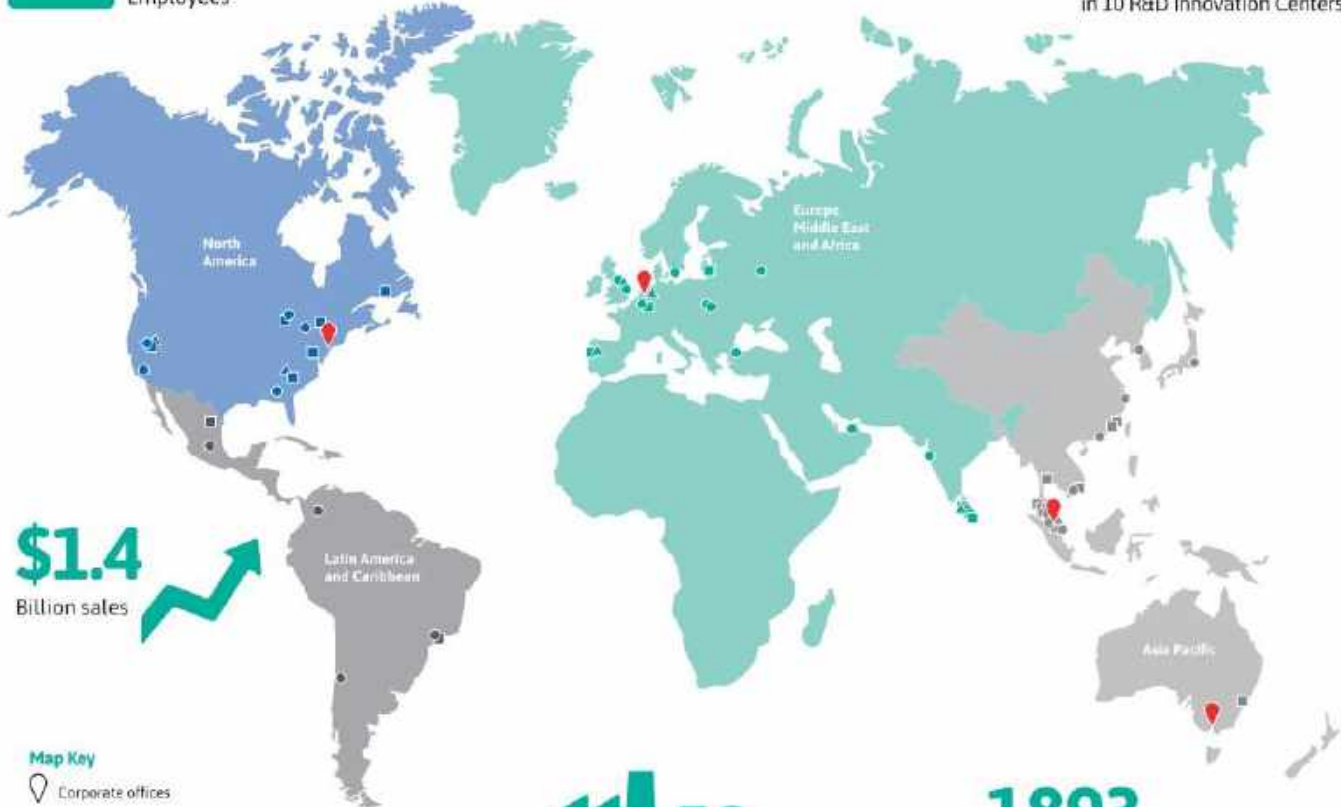 Employees
in 10 R&D Innovation Centers
North
America
Europe
Middle East
and Africa
$1.4
Billion sales
Latin America
and Caribbean
Asia Pacific
Map Key
Corporate offices
1893